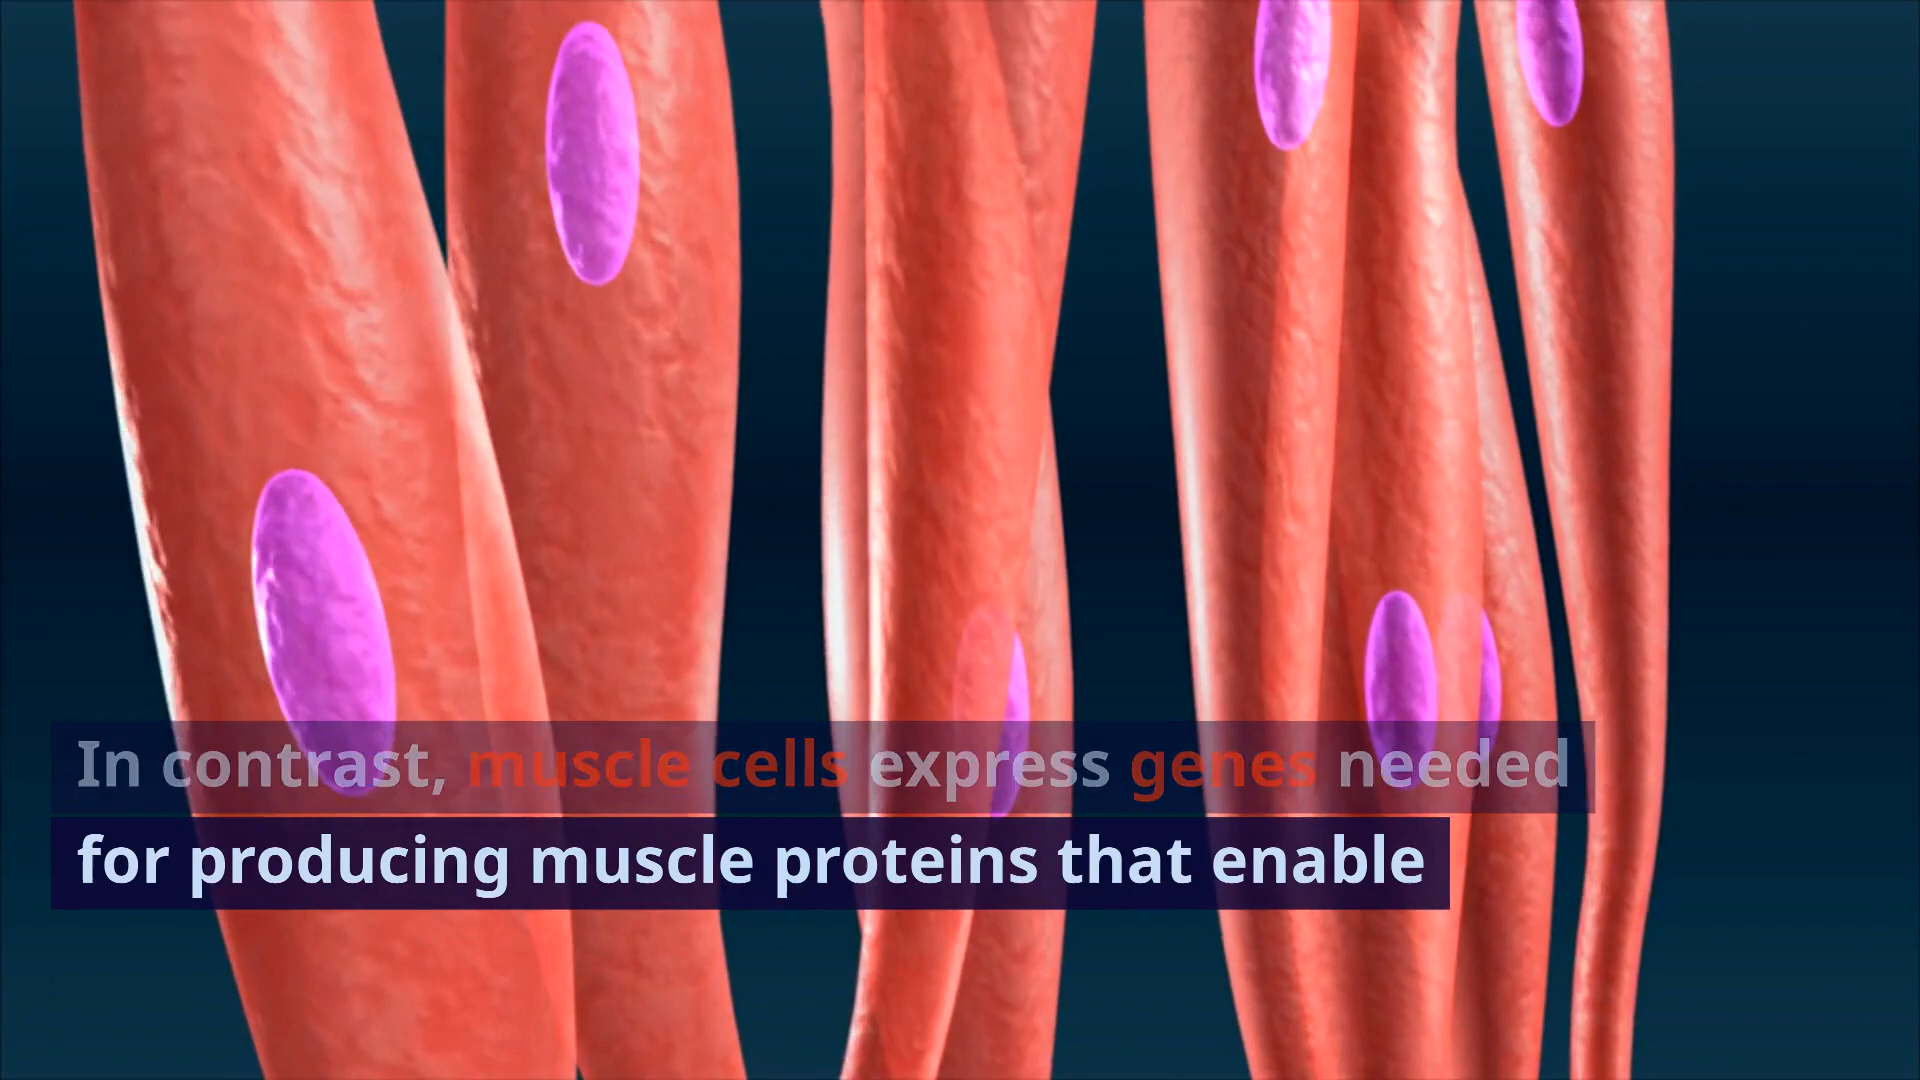 In contrast, muscle cells express genes needed
for producing muscle proteins that enable